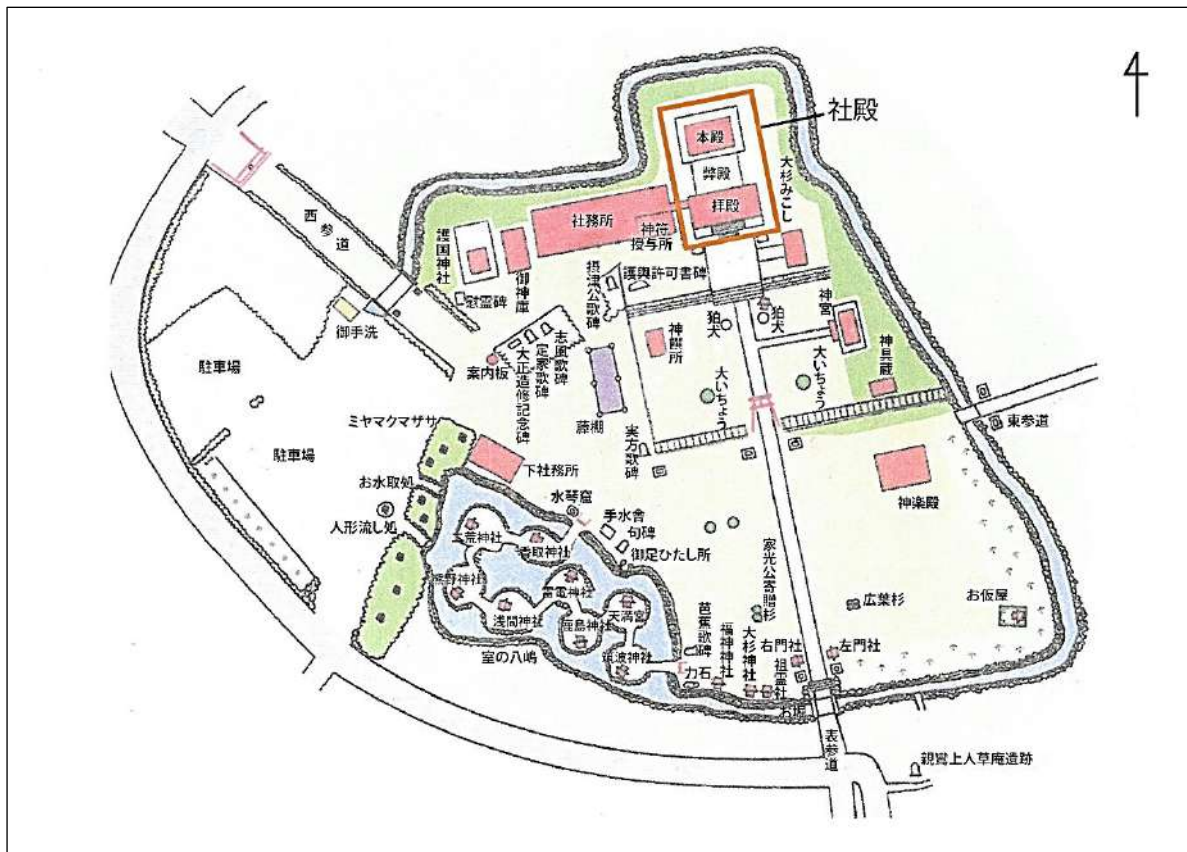 社殿
本殿
弊殿
拝殿
大杉みこし
社務所
神符
授与所
西参道
護国神社
御神庫
慰霊碑
摂津公歌碑
護輿許可書碑
御手洗
案内板
大正造修記念碑
定家歌碑
志風歌碑
藤棚
神饌所
狛犬
狛犬
神宮
神具蔵
大いちょう
大いちょう
実方歌碑
東参道
駐車場
駐車場
ミヤマクマザサ
下社務所
お水取処
人形流し処
水琴窟
手水舎
句碑
御足ひたし所
神楽殿
二荒神社
香取神社
熊野神社
雷電神社
浅間神社
厳島神社
天満宮
筑波神社
室の八嶋
芭蕉歌碑
力石
福神神社
大杉神社
祖霊社
家光公寄贈杉
右門社
左門社
広葉杉
お仮屋
表参道
親鸞上人草庵遺跡